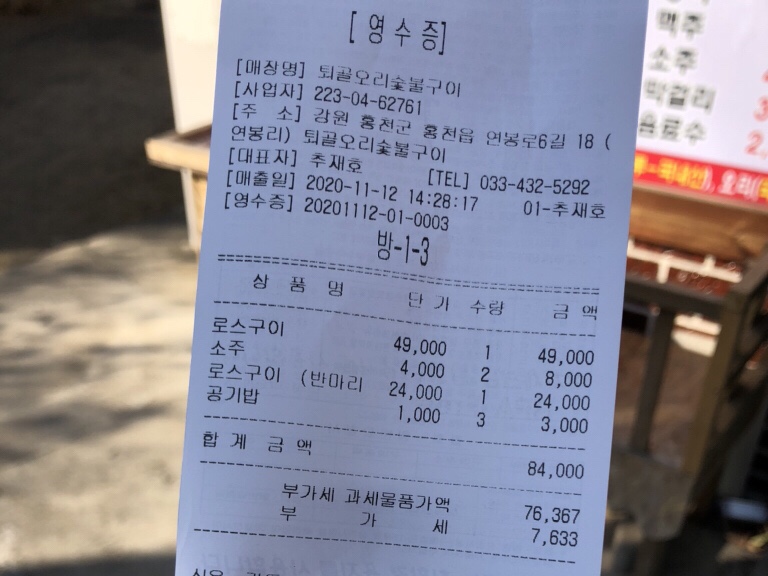 [영수증]
[매장명] 퇴골오리숯불구이
[사업자] 223-04-62761
[주 소] 강원 홍천군 홍천읍 연봉로6길 18 (
연봉리) 퇴골오리숯불구이
[대표자] 추재호 [TEL] 033-432-5292
[매출일] 2020-11-12 14:28:17 01-추재호
[영수증] 20201112-01-0003
방-1-3
상 품 명 단 가 수량 금 액
로스구이 49,000 1 49,000
소주 4,000 2 8,000
로스구이 (반마리 24,000 1 24,000
공기밥 1,000 3 3,000
합 계 금 액 84,000
부가세 과세물품가액 76,367
부 가 세 7,633
맥주
소주
막걸리
음료수